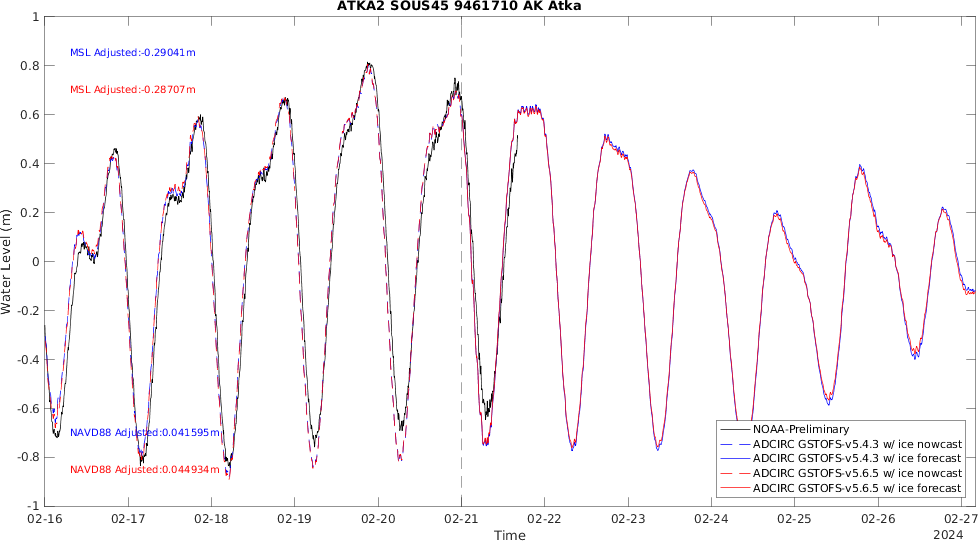 ATKA2 SOUS45 9461710 AK Atka
MSL Adjusted:-0.29041m
MSL Adjusted:-0.28707m
NAVD88 Adjusted:0.041595m
NAVD88 Adjusted:0.044934m
Water Level (m)
1
0.8
0.6
0.4
0.2
0
-0.2
-0.4
-0.6
-0.8
-1
NOAA-Preliminary
ADCIRC GSTOFS-v5.4.3 w/ ice nowcast
ADCIRC GSTOFS-v5.4.3 w/ ice forecast
ADCIRC GSTOFS-v5.6.5 w/ ice nowcast
ADCIRC GSTOFS-v5.6.5 w/ ice forecast
02-16 02-17 02-18 02-19 02-20 02-21 02-22 02-23 02-24 02-25 02-26 02-27
Time
2024